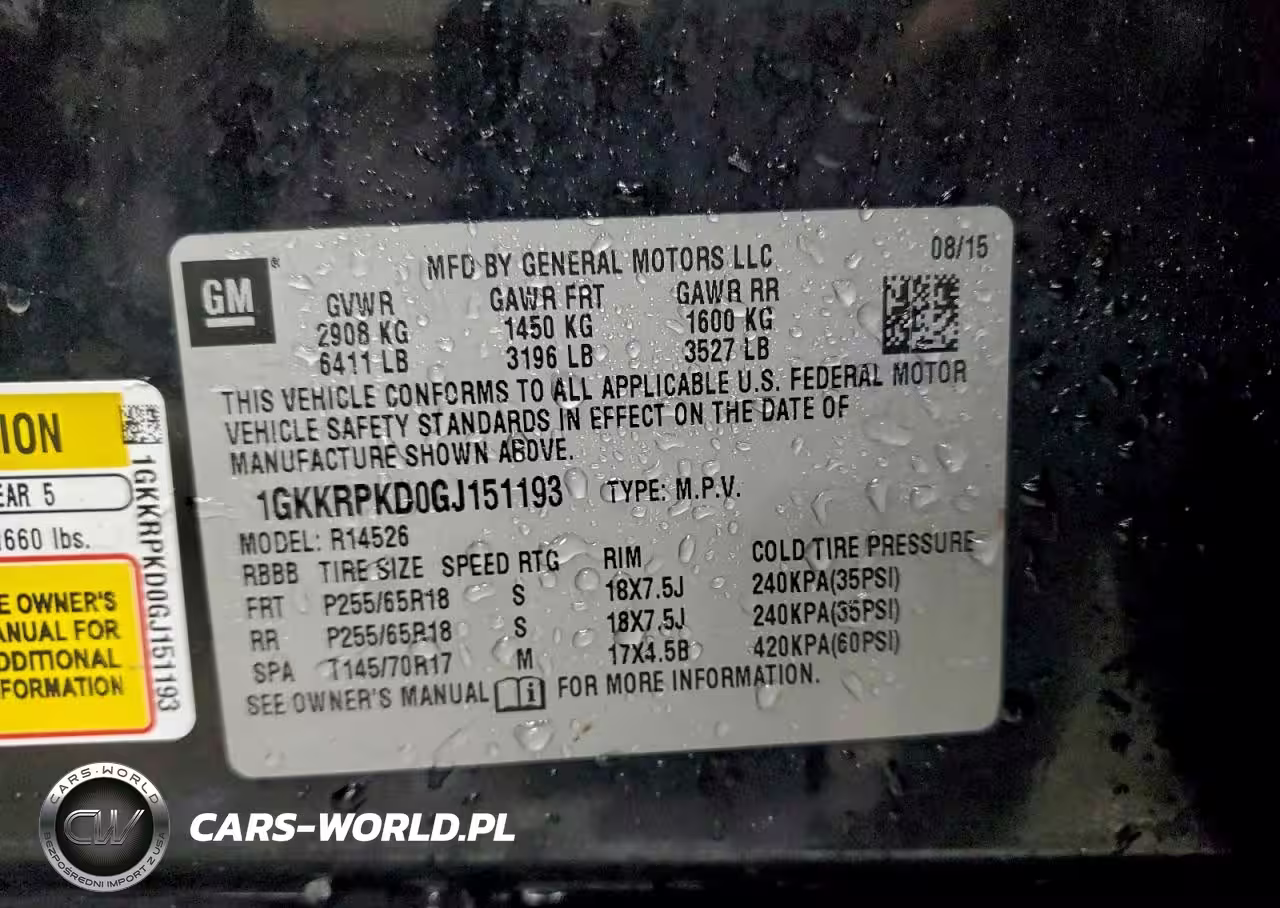 GM®
MFD BY GENERAL MOTORS LLC
08/15
GVWR GAWR FRT GAWR RR
2908 KG 1450 KG 1600 KG
6411 LB 3196 LB 3527 LB
THIS VEHICLE CONFORMS TO ALL APPLICABLE U.S. FEDERAL MOTOR
VEHICLE SAFETY STANDARDS IN EFFECT ON THE DATE OF
MANUFACTURE SHOWN ABOVE.
1GKKRPKD0GJ151193 TYPE: M.P.V.
MODEL: R14526
RBBB TIRE SIZE SPEED RTG RIM COLD TIRE PRESSURE
FRT P255/65R18 S 18X7.5J 240KPA(35PSI)
RR P255/65R18 S 18X7.5J 240KPA(35PSI)
SPA T145/70R17 M 17X4.5B 420KPA(60PSI)
SEE OWNER'S MANUAL i FOR MORE INFORMATION.
ION
EAR 5
660 lbs.
E OWNER'S
ANUAL FOR
DDITIONAL
FORMATION
1GKKRPKD0GJ151193
CARS-WORLD
CW
BEZPOŚREDNI IMPORT Z USA
CARS-WORLD.PL